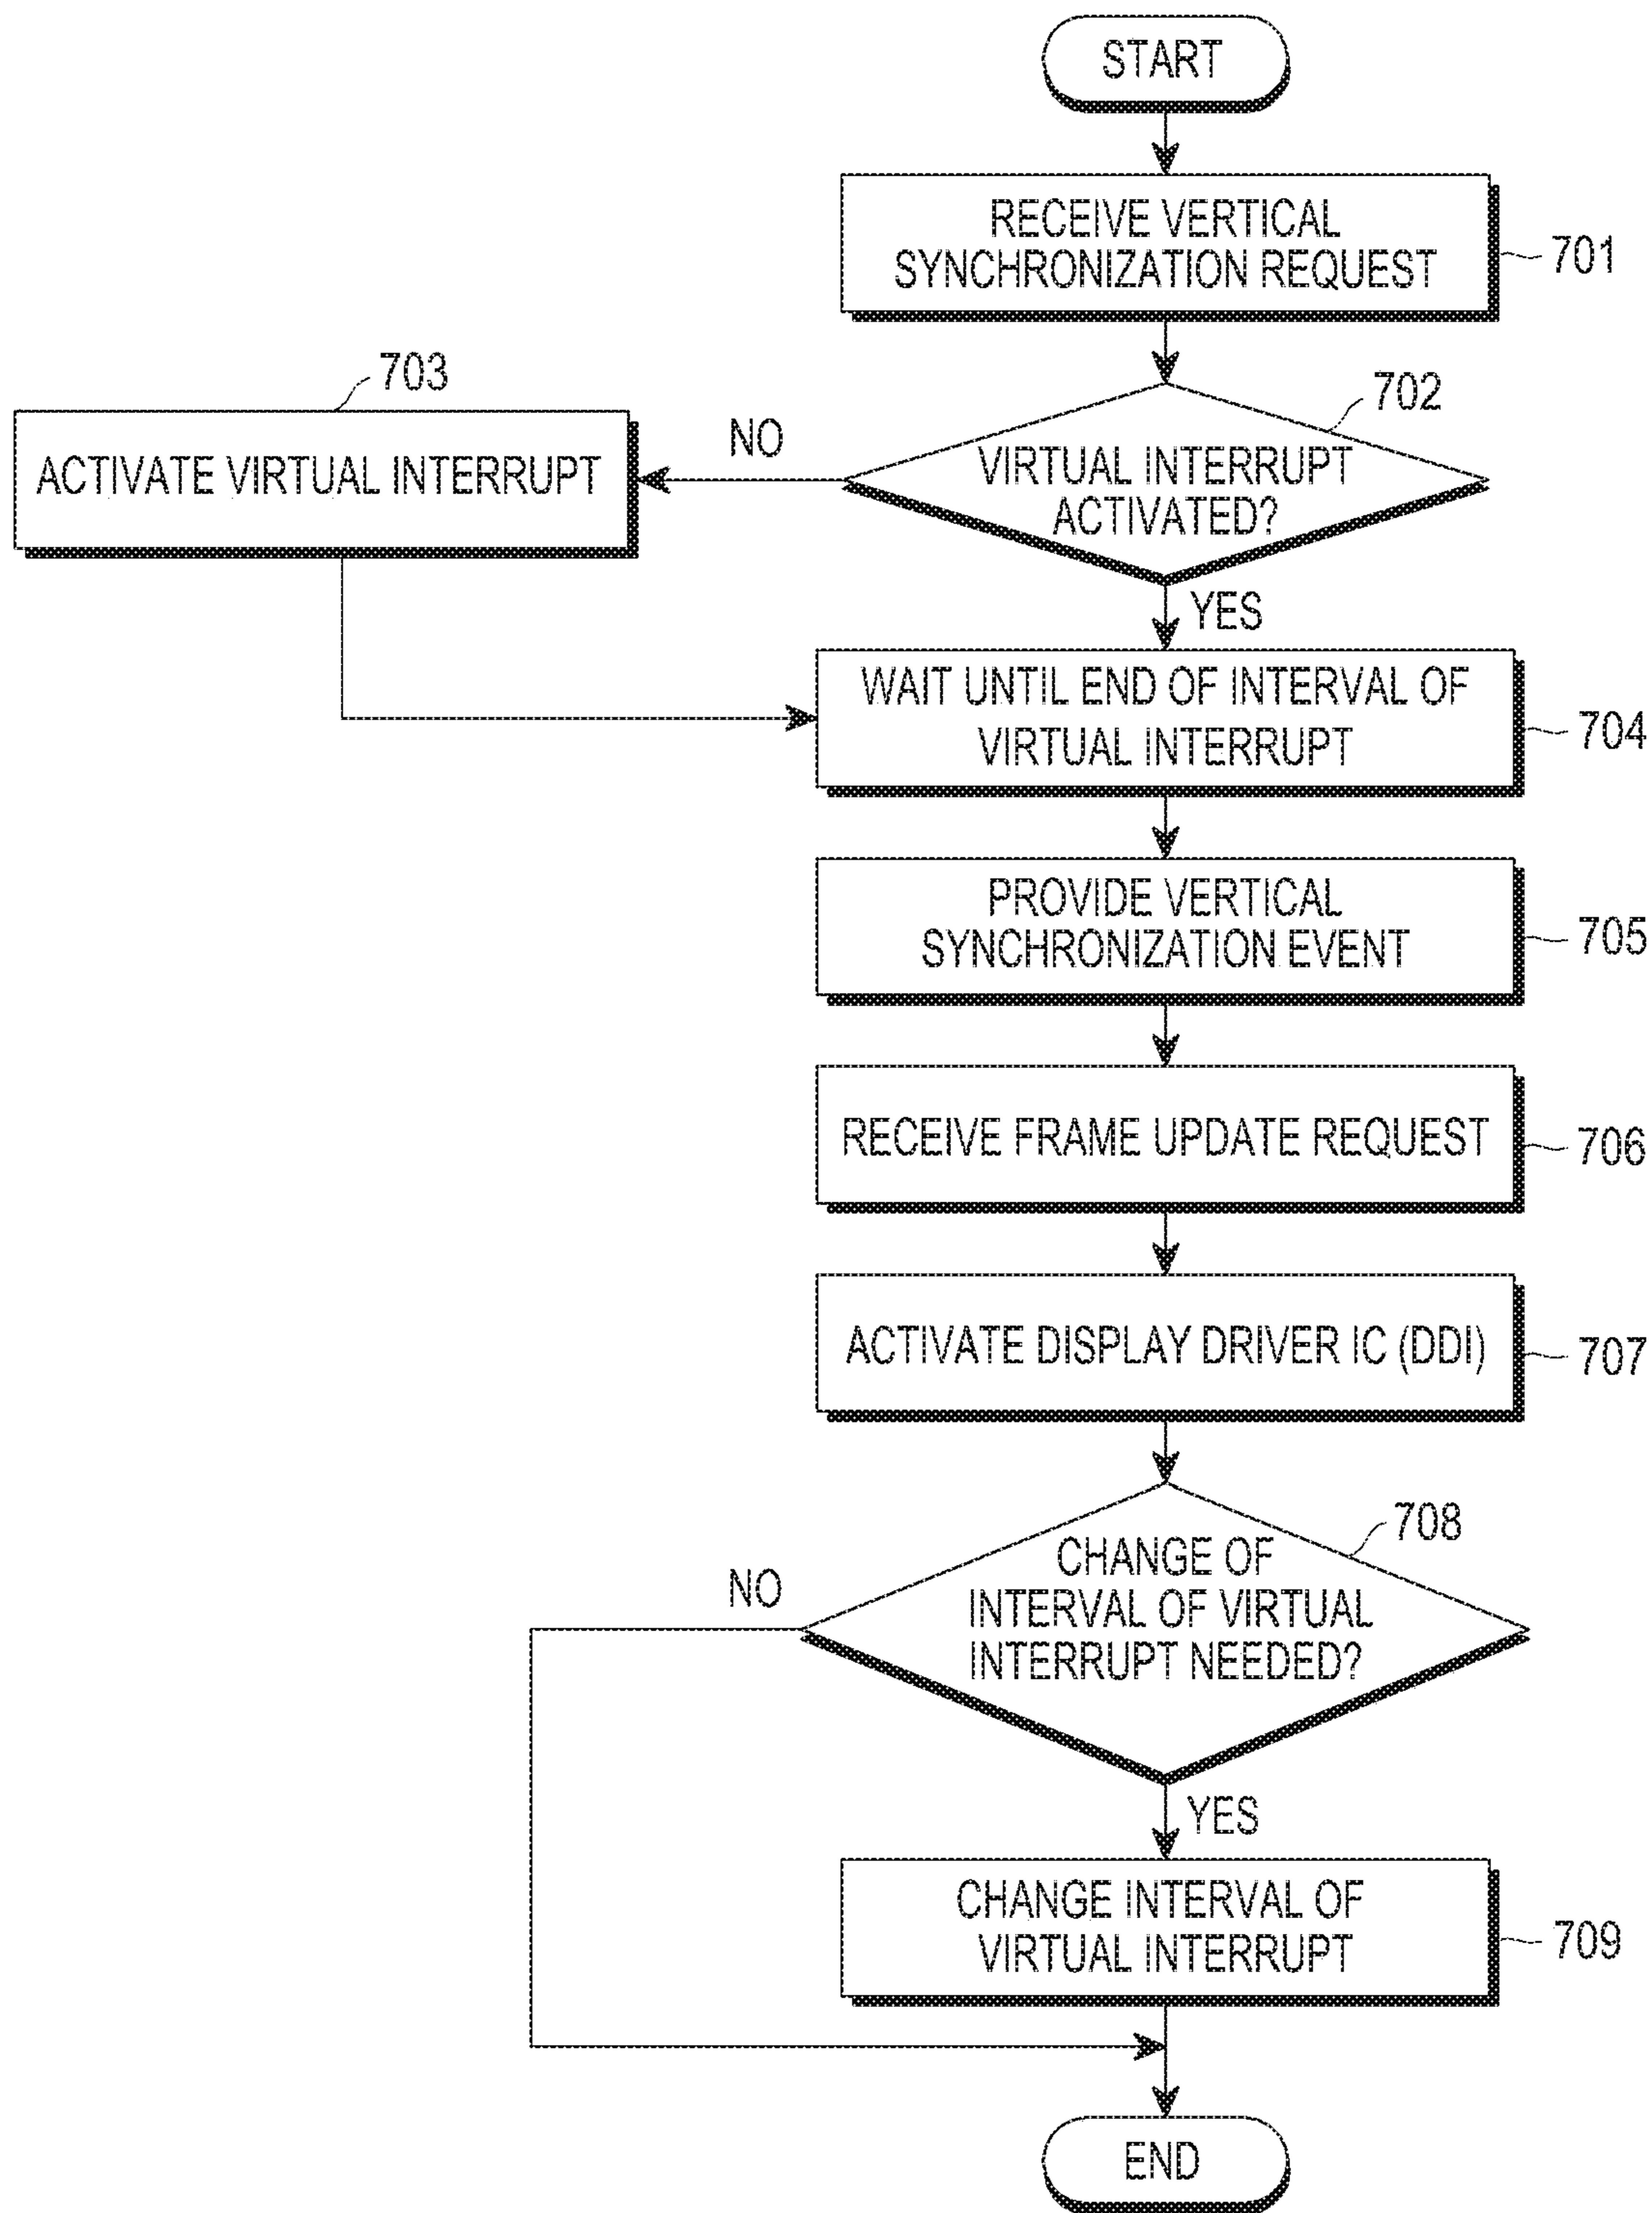 START
RECEIVE VERTICAL
SYNCHRONIZATION REQUEST
701
703
702
ACTIVATE VIRTUAL INTERRUPT
NO
VIRTUAL INTERRUPT
ACTIVATED?
YES
WAIT UNTIL END OF INTERVAL OF
VIRTUAL INTERRUPT
704
PROVIDE VERTICAL
SYNCHRONIZATION EVENT
705
RECEIVE FRAME UPDATE REQUEST
706
ACTIVATE DISPLAY DRIVER IC (DDI)
707
708
NO
CHANGE OF
INTERVAL OF VIRTUAL
INTERRUPT NEEDED?
YES
CHANGE INTERVAL OF
VIRTUAL INTERRUPT
709
END